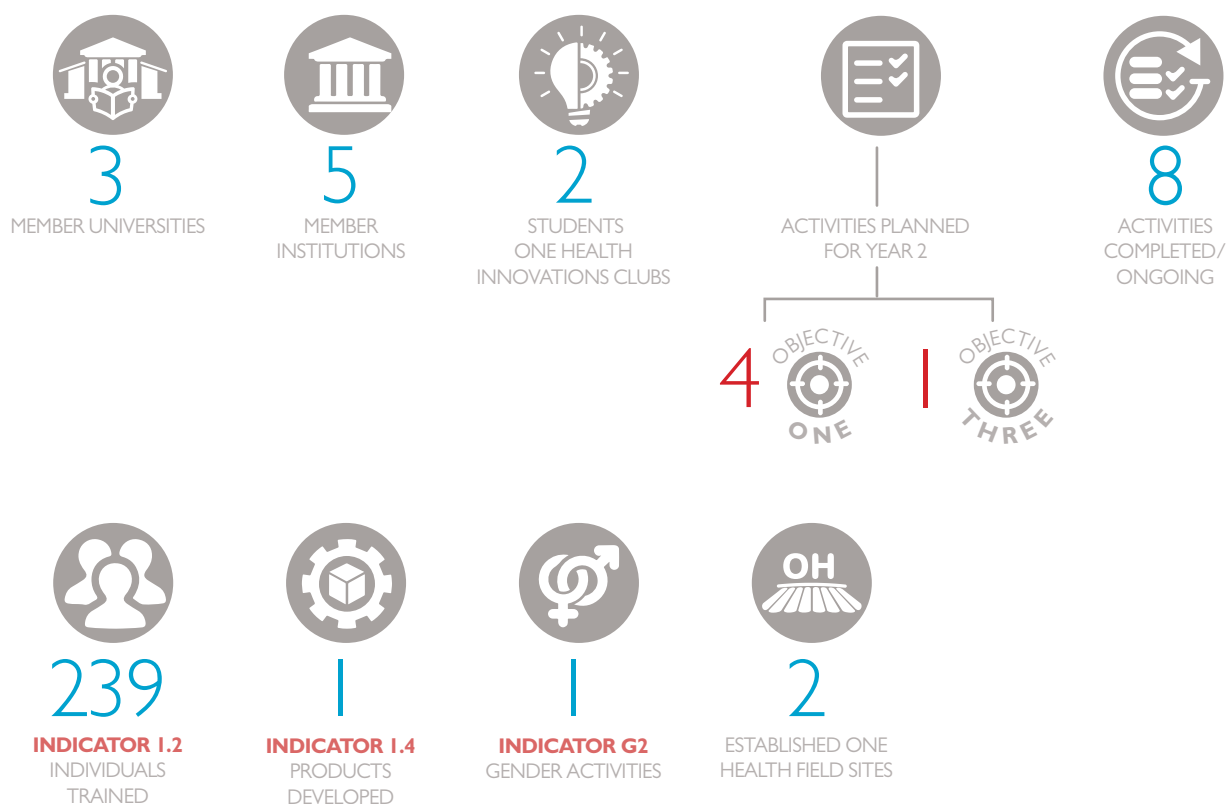 3
MEMBER UNIVERSITIES
5
MEMBER
INSTITUTIONS
2
STUDENTS
ONE HEALTH
INNOVATIONS CLUBS
ACTIVITIES PLANNED
FOR YEAR 2
4
OBJECTIVE
ONE
1
OBJECTIVE
THREE
8
ACTIVITIES
COMPLETED/
ONGOING
239
INDICATOR 1.2
INDIVIDUALS
TRAINED
1
INDICATOR 1.4
PRODUCTS
DEVELOPED
1
INDICATOR G2
GENDER ACTIVITIES
OH
2
ESTABLISHED ONE
HEALTH FIELD SITES